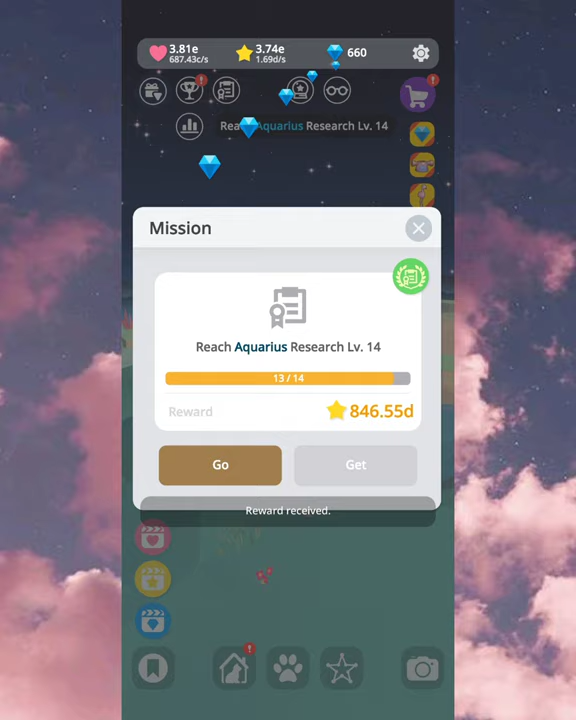 3.81e
687.43c/s
3.74e
1.69d/s
660
Rea Aquarius Research Lv. 14
Mission
Reach Aquarius Research Lv. 14
13 / 14
Reward
846.55d
Go
Get
Reward received.